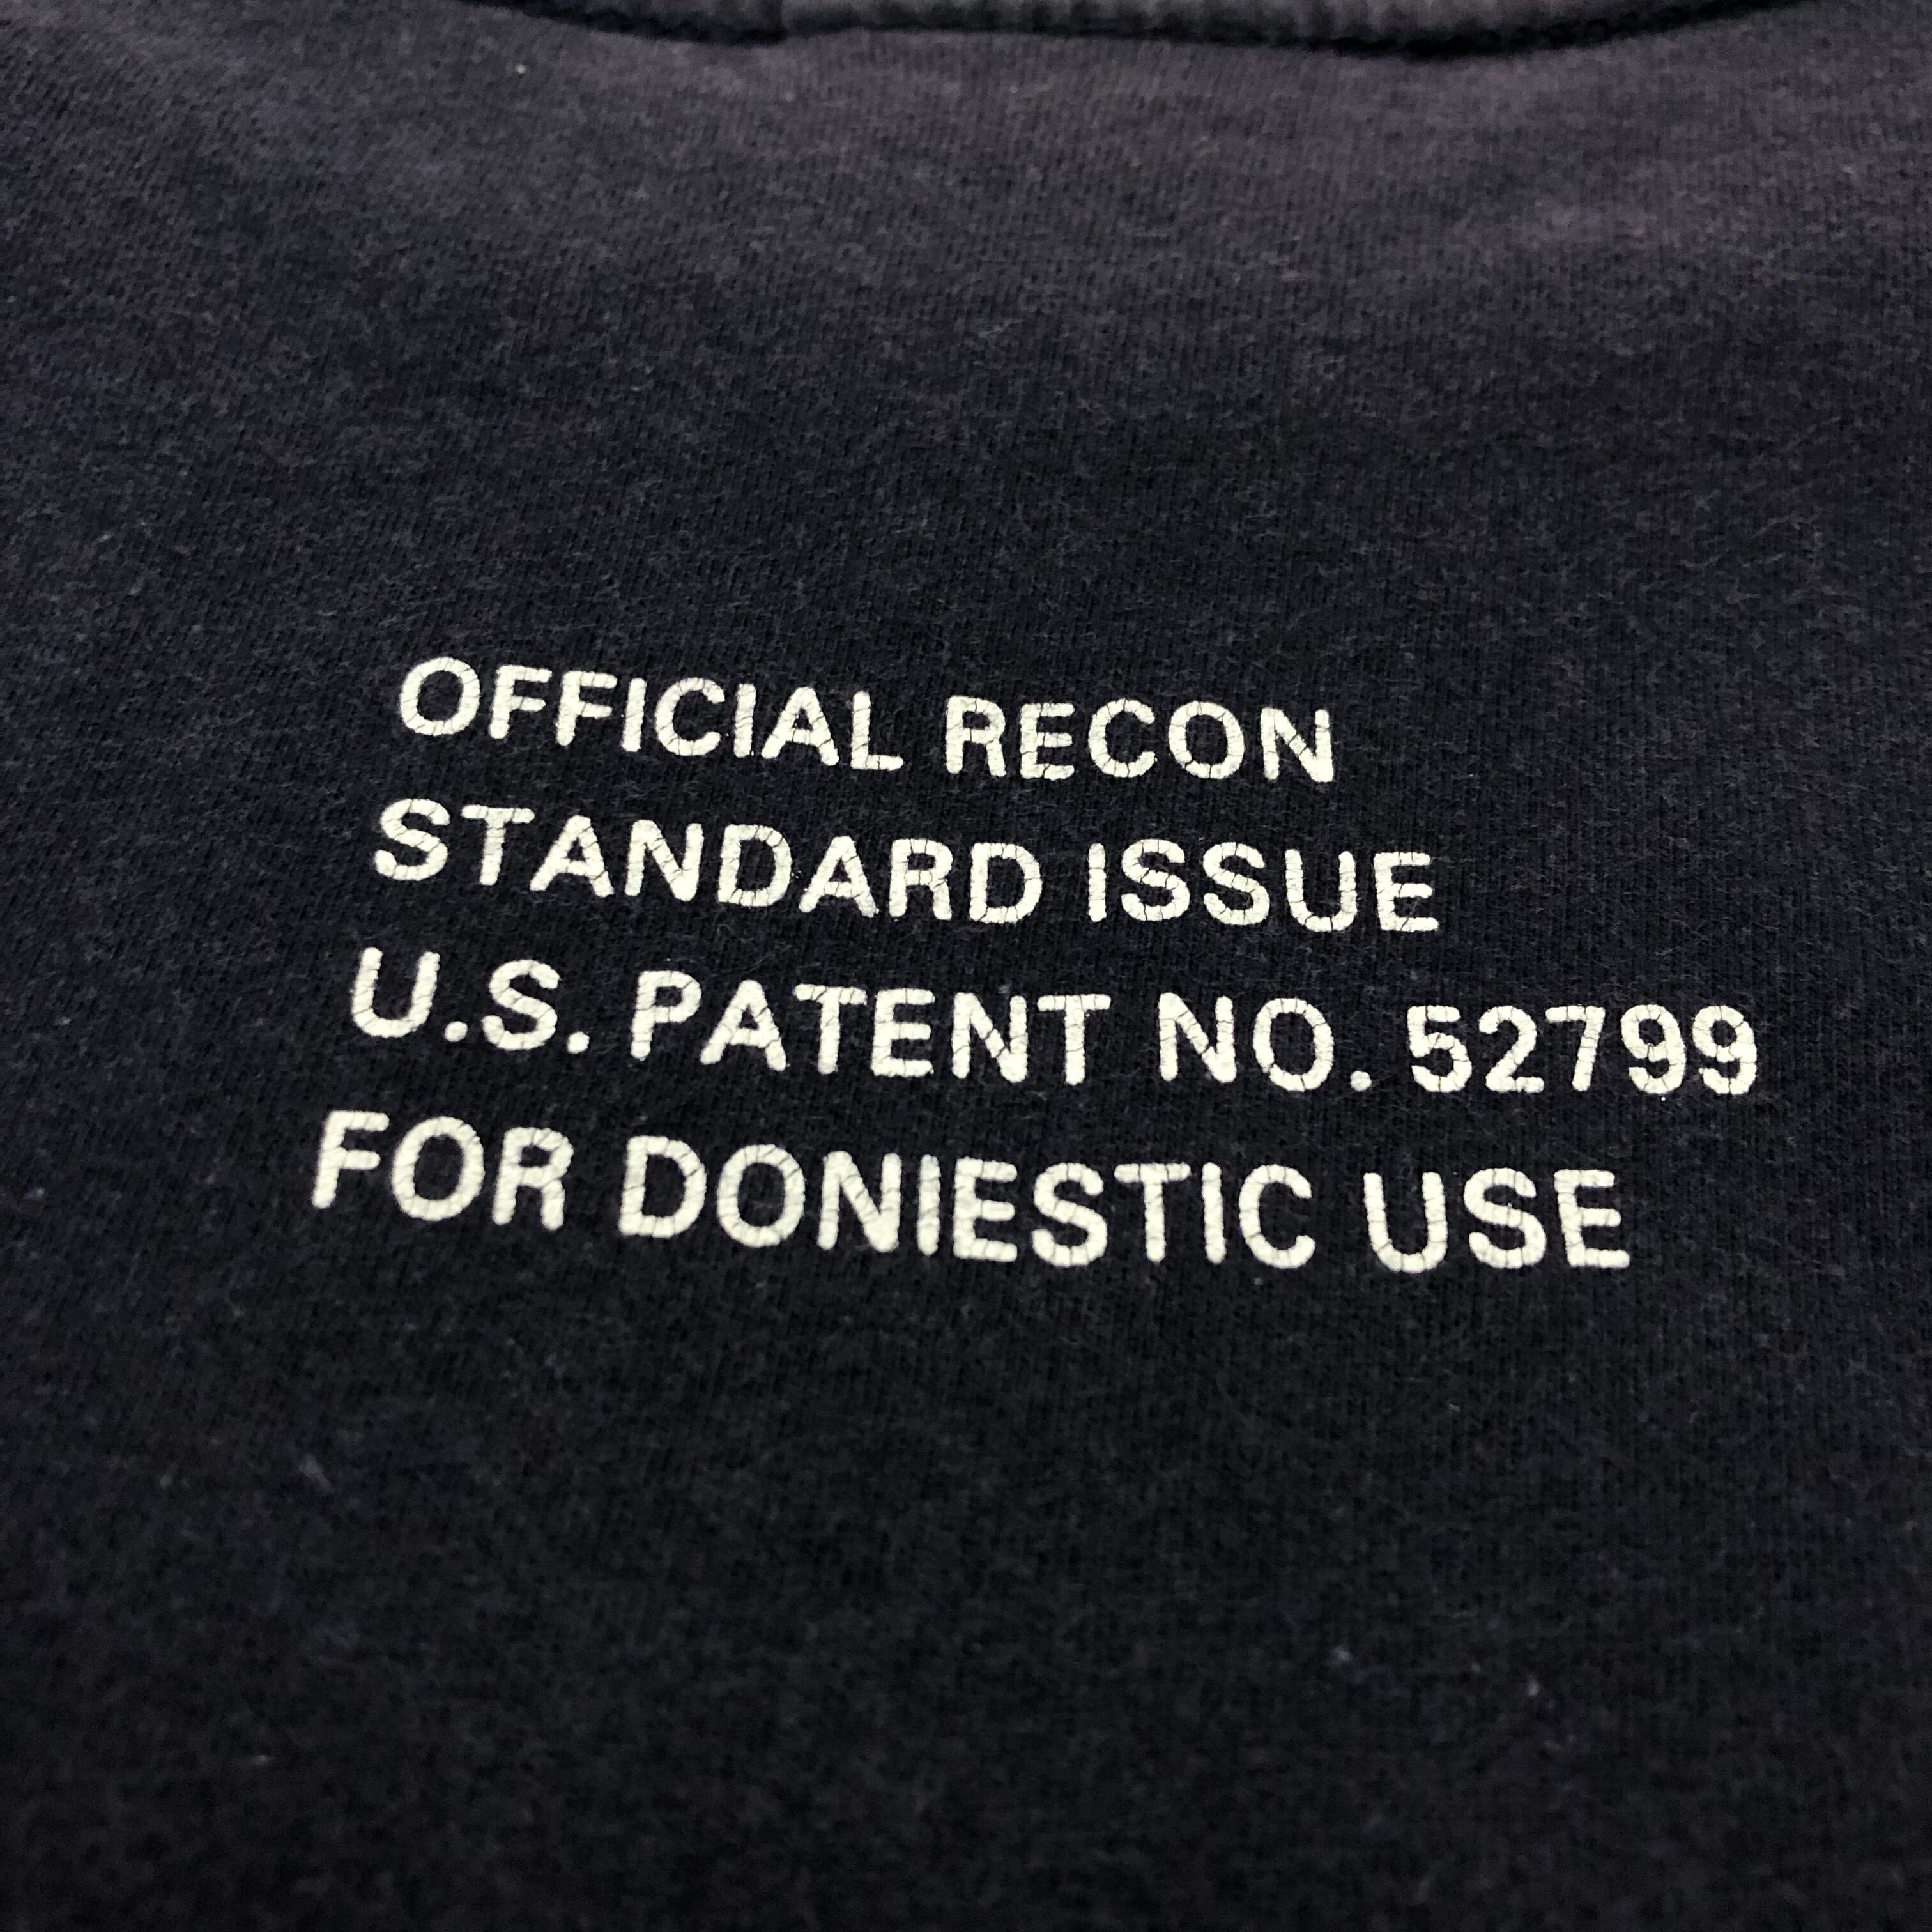 OFFICIAL RECON
STANDARD ISSUE
U.S. PATENT NO. 52799
FOR DONIESTIC USE